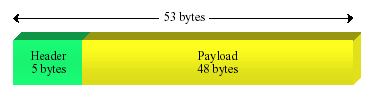 53 bytes
Header
5 bytes
Payload
48 bytes